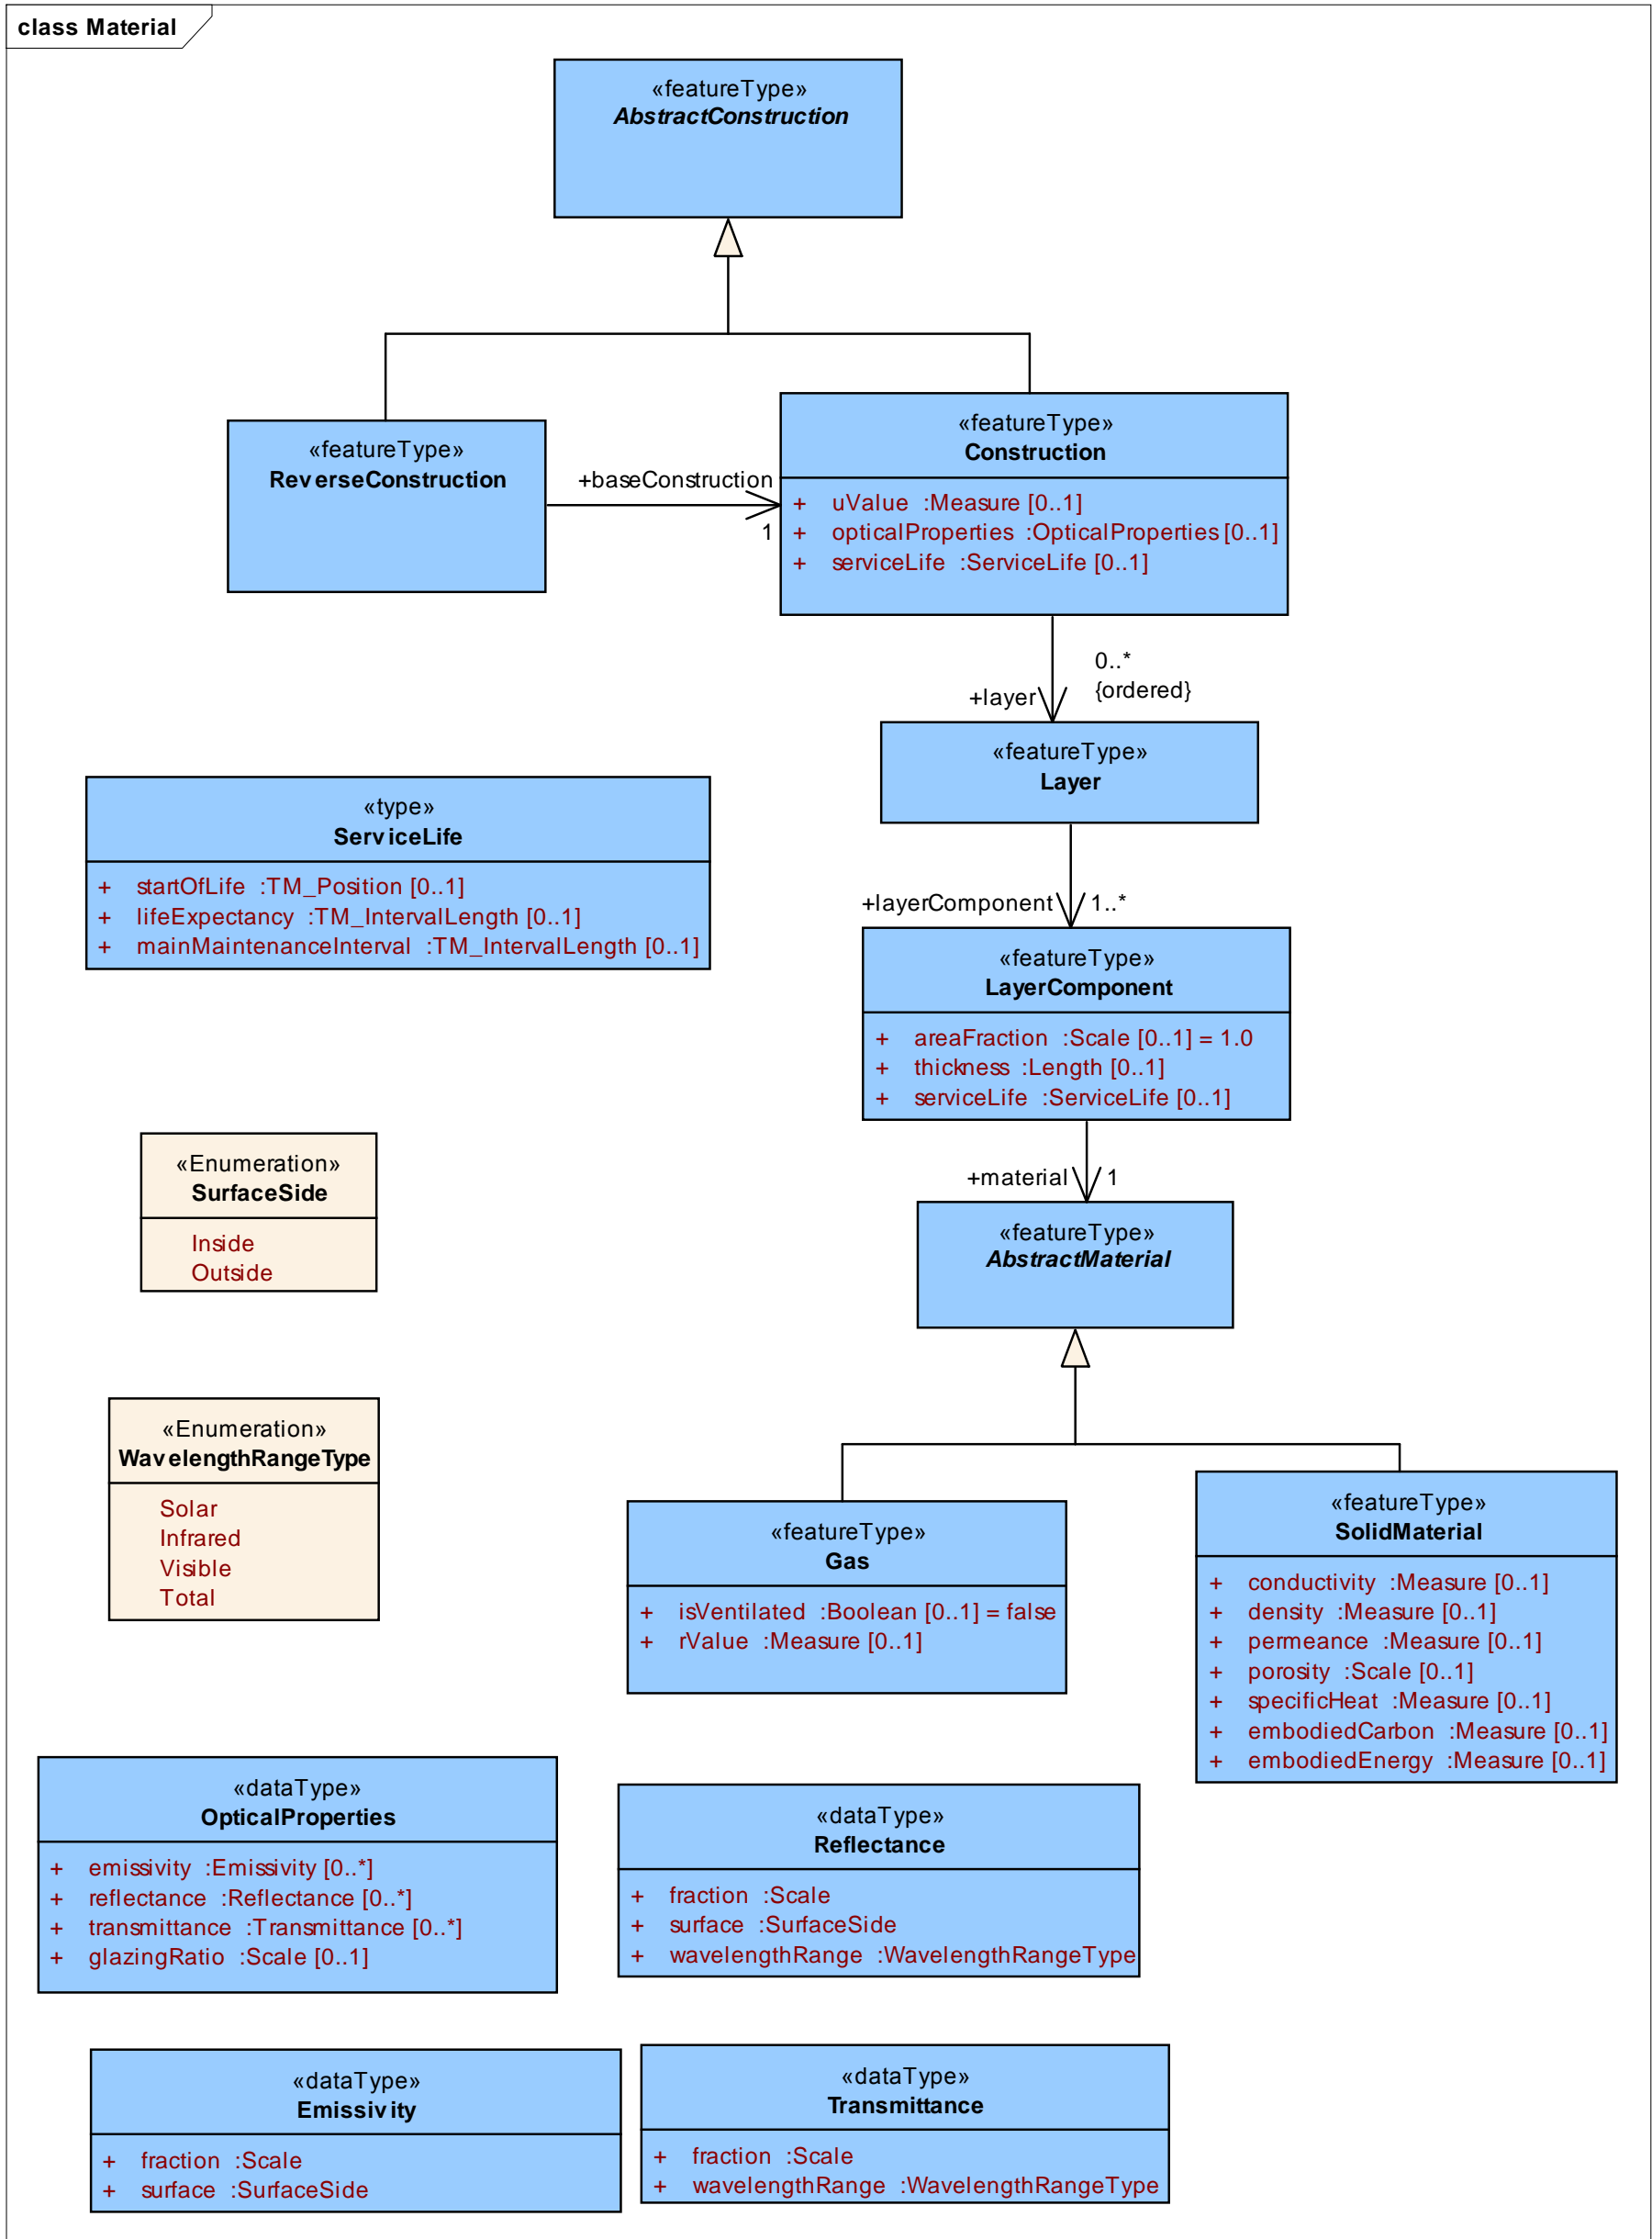 class Material
«featureType»
AbstractConstruction
«featureType»
ReverseConstruction
+baseConstruction
1
«featureType»
Construction
+ uValue :Measure [0..1]
+ opticalProperties :OpticalProperties [0..1]
+ serviceLife :ServiceLife [0..1]
0..*
{ordered}
+layer
«featureType»
Layer
«type»
ServiceLife
+ startOfLife :TM_Position [0..1]
+ lifeExpectancy :TM_IntervalLength [0..1]
+ mainMaintenanceInterval :TM_IntervalLength [0..1]
+layerComponent 1..*
«featureType»
LayerComponent
+ areaFraction :Scale [0..1] = 1.0
+ thickness :Length [0..1]
+ serviceLife :ServiceLife [0..1]
«Enumeration»
SurfaceSide
Inside
Outside
+material 1
«featureType»
AbstractMaterial
«Enumeration»
WavelengthRangeType
Solar
Infrared
Visible
Total
«featureType»
Gas
+ isVentilated :Boolean [0..1] = false
+ rValue :Measure [0..1]
«featureType»
SolidMaterial
+ conductivity :Measure [0..1]
+ density :Measure [0..1]
+ permeance :Measure [0..1]
+ porosity :Scale [0..1]
+ specificHeat :Measure [0..1]
+ embodiedCarbon :Measure [0..1]
+ embodiedEnergy :Measure [0..1]
«dataType»
OpticalProperties
+ emissivity :Emissivity [0..*]
+ reflectance :Reflectance [0..*]
+ transmittance :Transmittance [0..*]
+ glazingRatio :Scale [0..1]
«dataType»
Reflectance
+ fraction :Scale
+ surface :SurfaceSide
+ wavelengthRange :WavelengthRangeType
«dataType»
Emissivity
+ fraction :Scale
+ surface :SurfaceSide
«dataType»
Transmittance
+ fraction :Scale
+ wavelengthRange :WavelengthRangeType